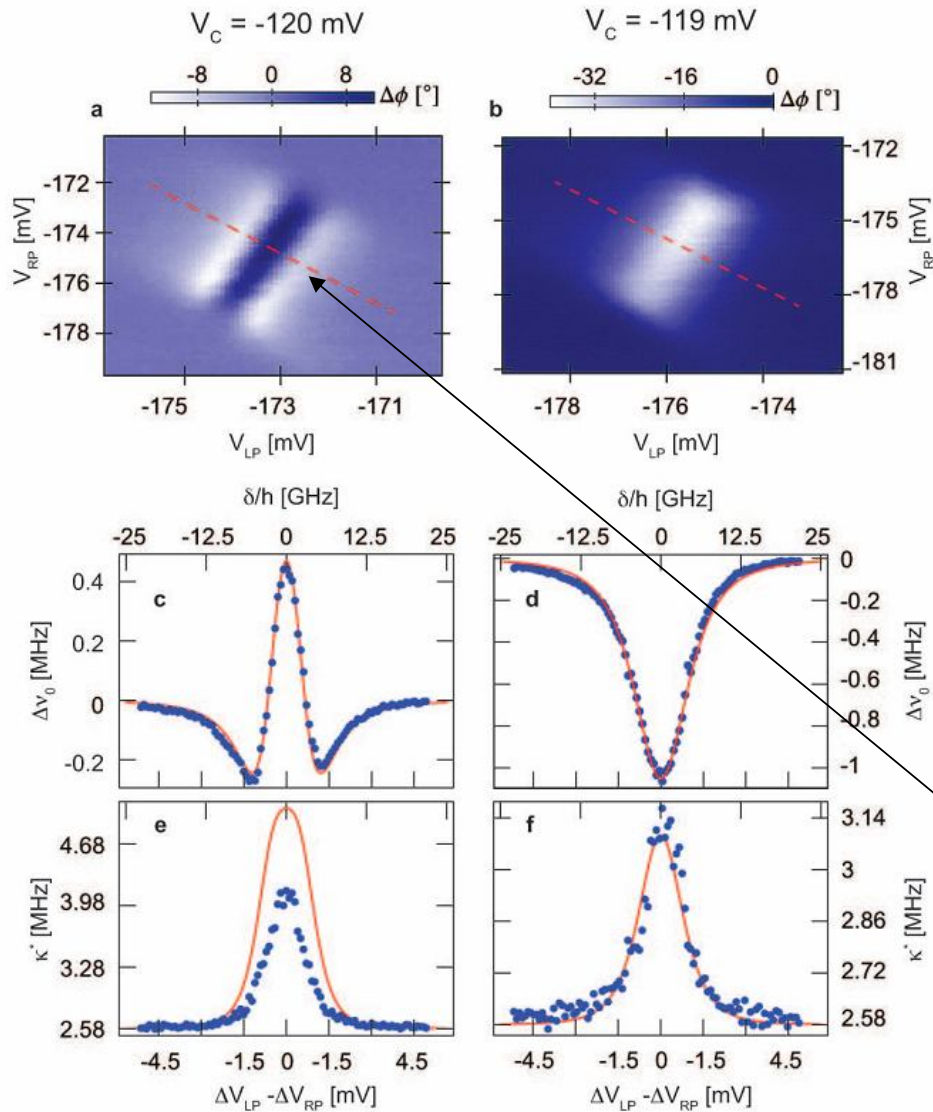 V_C = -120 mV
V_C = -119 mV
-8 0 8 Δϕ [°]
-32 -16 0 Δϕ [°]
a
b
-172
-174
-176
-178
V_RP [mV]
-172
-175
-178
-181
V_RP [mV]
-175 -173 -171
-178 -176 -174
V_LP [mV]
V_LP [mV]
δ/h [GHz]
δ/h [GHz]
-25 -12.5 0 12.5 25
-25 -12.5 0 12.5 25
c
0.4
0.2
0
-0.2
Δν_0 [MHz]
d
0
-0.2
-0.4
-0.6
-0.8
-1
Δν_0 [MHz]
e
4.68
3.98
3.28
2.58
κ* [MHz]
f
3.14
3
2.86
2.72
2.58
κ* [MHz]
-4.5 -1.5 0 -1.5 4.5
-4.5 -1.5 0 -1.5 4.5
ΔV_LP -ΔV_RP [mV]
ΔV_LP -ΔV_RP [mV]